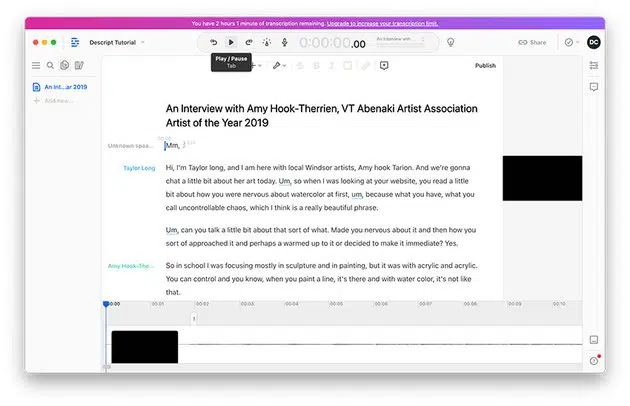 You have 2 hours 1 minute of transcription remaining. Upgrade to increase your transcription limit.
Descript Tutorial
0:00:00.00
An Interview with ...
Share
DC
Play / Pause
Tab
Publish
An Int...ar 2019
Add new...
An Interview with Amy Hook-Therrien, VT Abenaki Artist Association
Artist of the Year 2019
Unknown spea...
Mm,
Taylor Long
Hi, I'm Taylor long, and I am here with local Windsor artists, Amy hook Tarion. And we're gonna
chat a little bit about her art today. Um, so when I was looking at your website, you read a little
bit about how you were nervous about watercolor at first, um, because what you have, what you
call uncontrollable chaos, which I think is a really beautiful phrase.
Um, can you talk a little bit about that sort of what. Made you nervous about it and then how you
sort of approached it and perhaps a warmed up to it or decided to make it immediate? Yes.
Amy Hook-The...
So in school I was focusing mostly in sculpture and in painting, but it was with acrylic and acrylic.
You can control and you know, when you paint a line, it's there and with water color, it's not like
that.
00:00
00:01
00:02
00:03
00:04
00:05
00:06
00:07
00:08
00:09
00:10